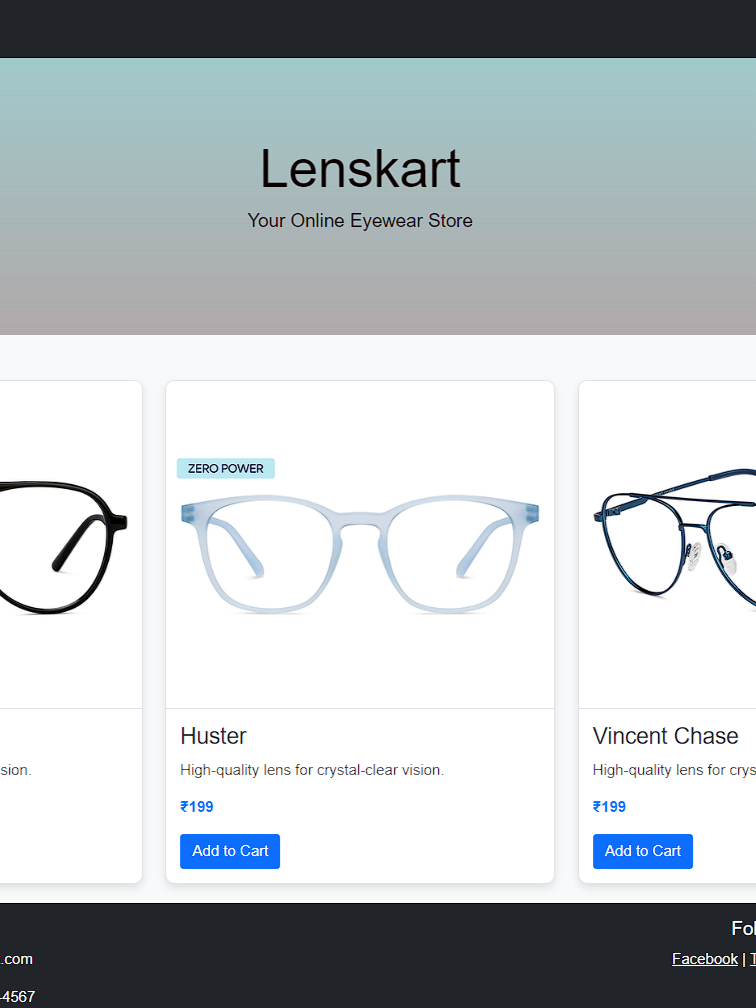 Lenskart
Your Online Eyewear Store
ZERO POWER
sion.
Huster
High-quality lens for crystal-clear vision.
₹199
Add to Cart
Vincent Chase
High-quality lens for crys
₹199
Add to Cart
.com
-4567
Fol
Facebook | T